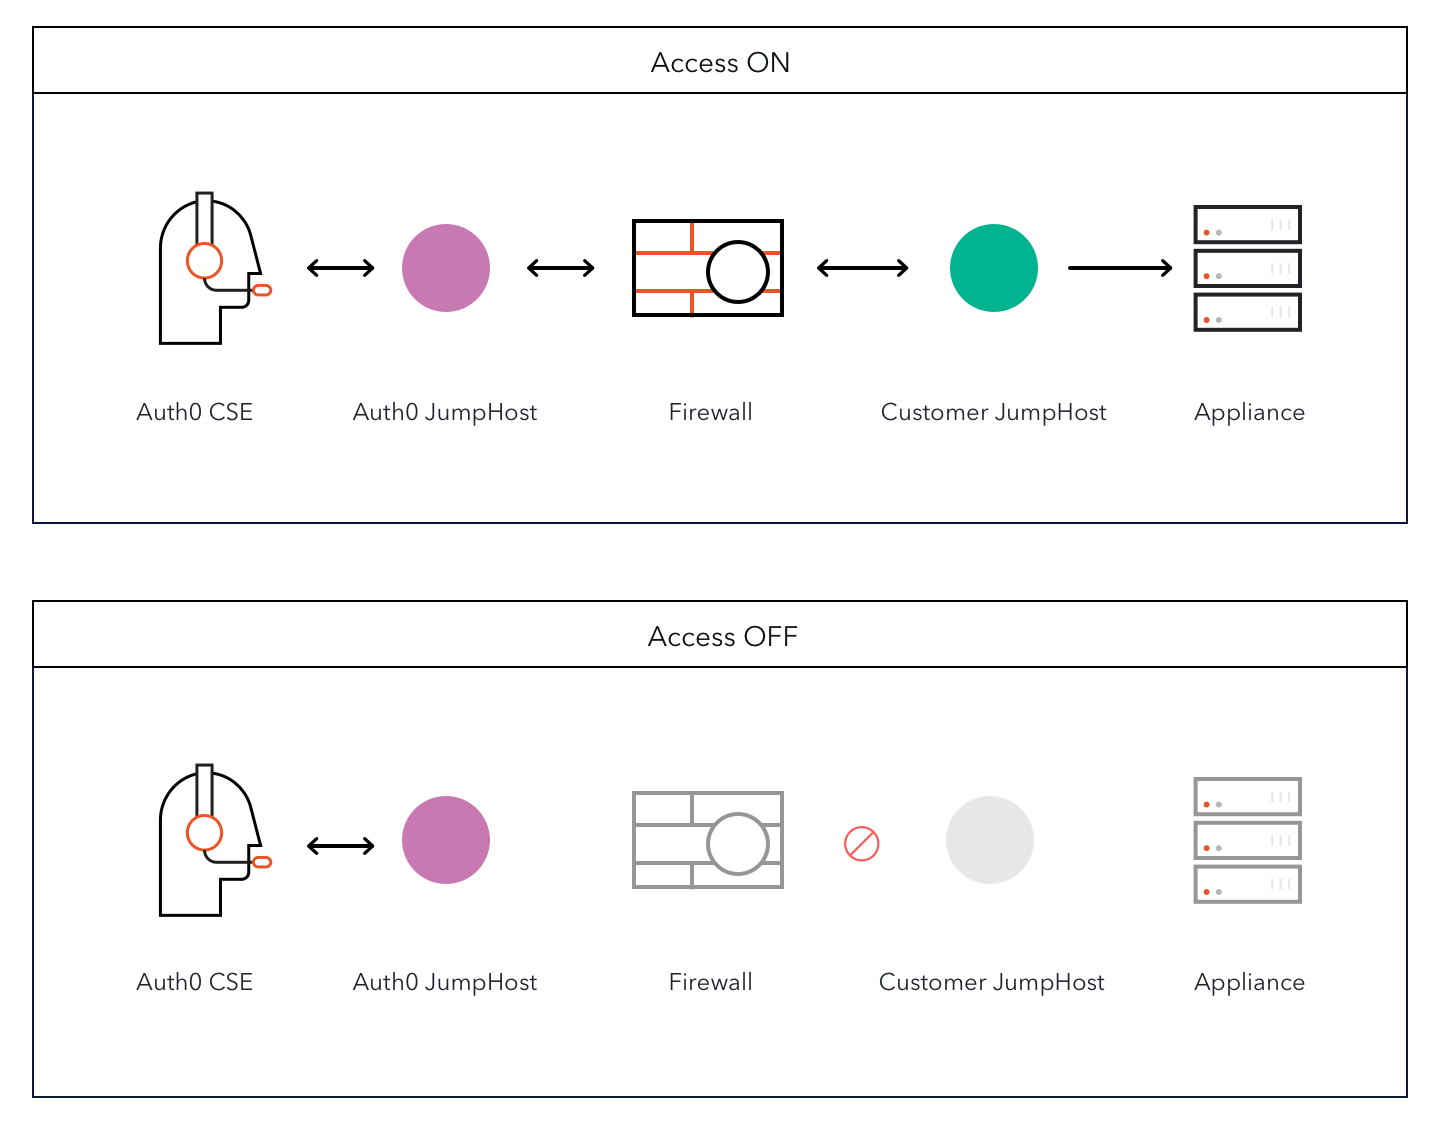 Access ON
Auth0 CSE
Auth0 JumpHost
Firewall
Customer JumpHost
Appliance
Access OFF
Auth0 CSE
Auth0 JumpHost
Firewall
Customer JumpHost
Appliance